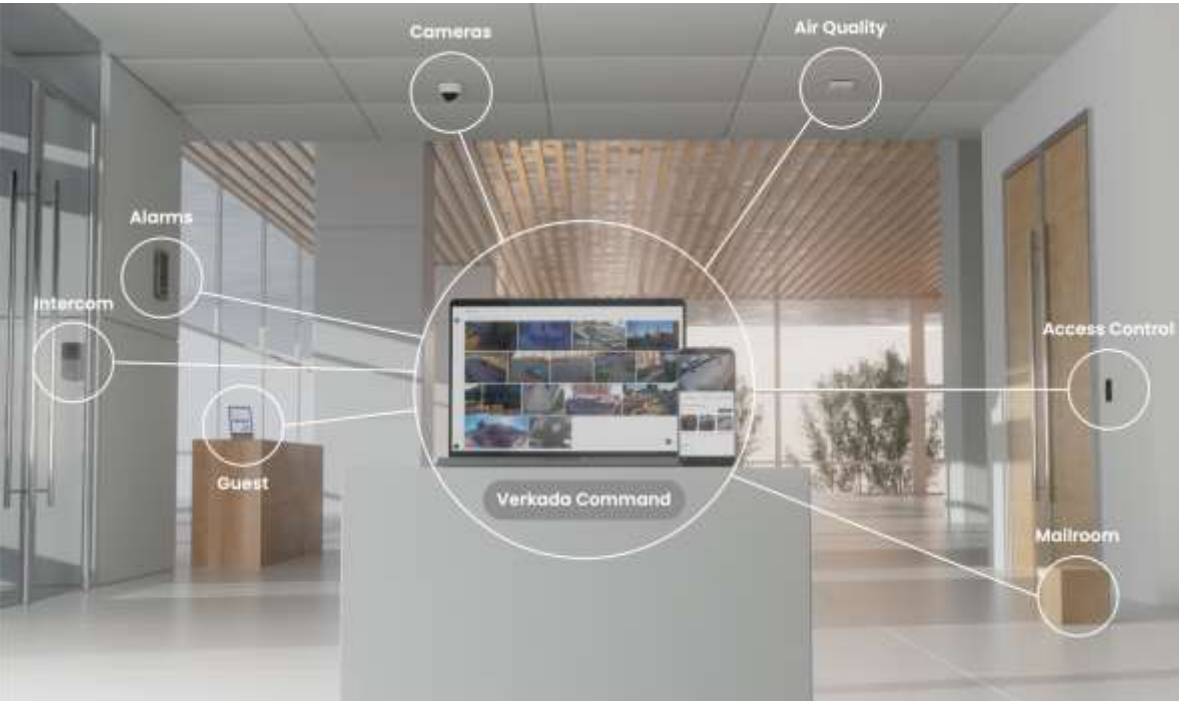 Cameras
Air Quality
Alarms
Intercom
Access Control
Guest
Verkada Command
Mailroom